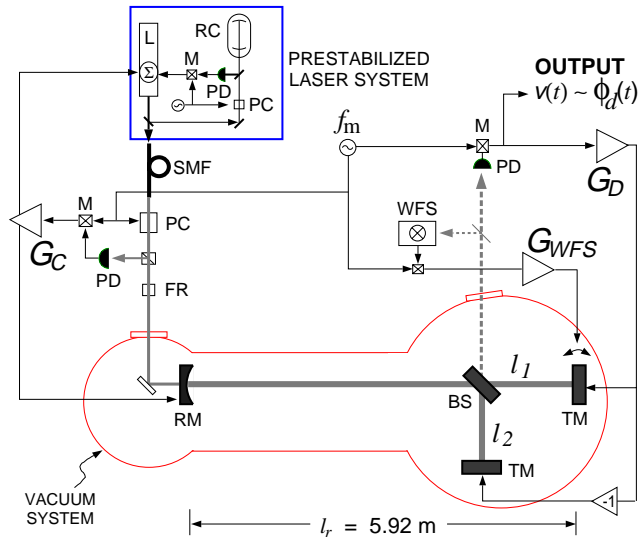 L
Σ
M
RC
PD
PC
PRESTABILIZED
LASER SYSTEM
OUTPUT
v(t) ~ ϕd(t)
fm
M
PD
GD
SMF
M
PC
GC
PD
FR
WFS
GWFS
RM
BS
l1
TM
l2
TM
-1
VACUUM
SYSTEM
lr = 5.92 m